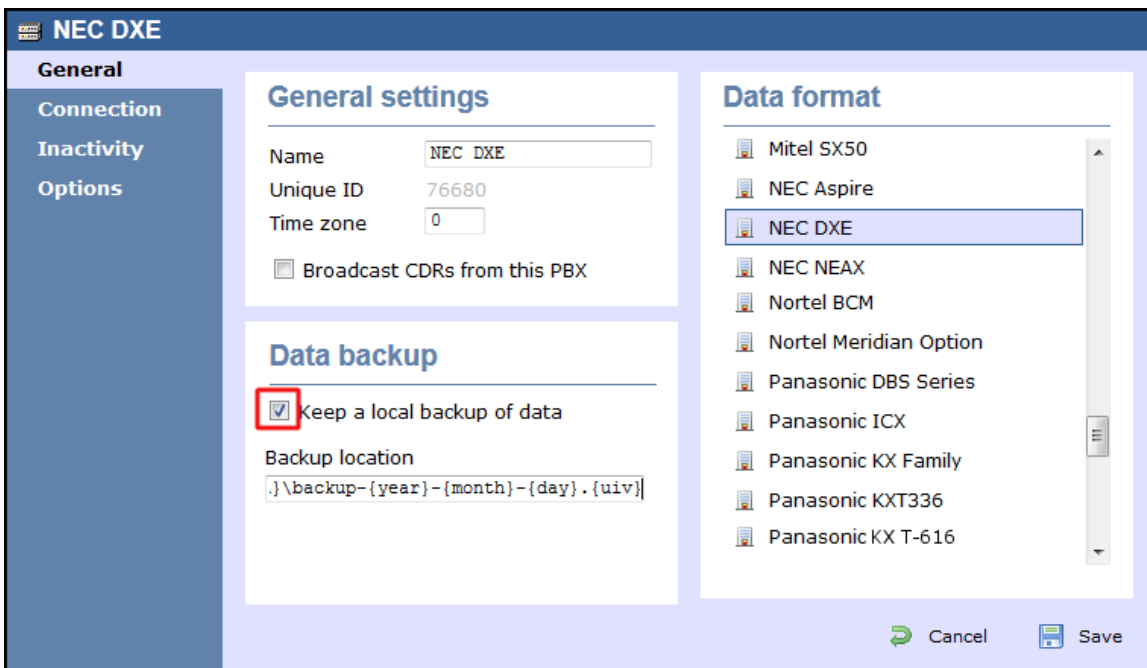 NEC DXE
General
Connection
Inactivity
Options
General settings
Name NEC DXE
Unique ID 76680
Time zone 0
Broadcast CDRs from this PBX
Data backup
Keep a local backup of data
Backup location
.}\backup-{year}-{month}-{day}.{uiv}
Data format
Mitel SX50
NEC Aspire
NEC DXE
NEC NEAX
Nortel BCM
Nortel Meridian Option
Panasonic DBS Series
Panasonic ICX
Panasonic KX Family
Panasonic KXT336
Panasonic KX T-616
Cancel Save